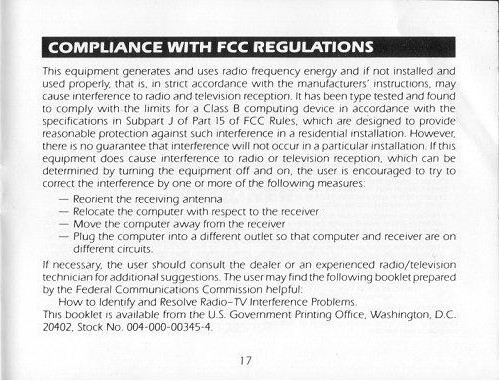 COMPLIANCE WITH FCC REGULATIONS
This equipment generates and uses radio frequency energy and if not installed and
used properly, that is, in strict accordance with the manufacturers' instructions, may
cause interference to radio and television reception. It has been type tested and found
to comply with the limits for a Class B computing device in accordance with the
specifications in Subpart J of Part 15 of FCC Rules, which are designed to provide
reasonable protection against such interference in a residential installation. However,
there is no guarantee that interference will not occur in a particular installation. If this
equipment does cause interference to radio or television reception, which can be
determined by turning the equipment off and on, the user is encouraged to try to
correct the interference by one or more of the following measures:
— Reorient the receiving antenna
— Relocate the computer with respect to the receiver
— Move the computer away from the receiver
— Plug the computer into a different outlet so that computer and receiver are on
different circuits.
If necessary, the user should consult the dealer or an experienced radio/television
technician for additional suggestions. The user may find the following booklet prepared
by the Federal Communications Commission helpful:
How to Identify and Resolve Radio–TV Interference Problems.
This booklet is available from the U.S. Government Printing Office, Washington, D.C.
20402, Stock No. 004-000-00345-4.
17